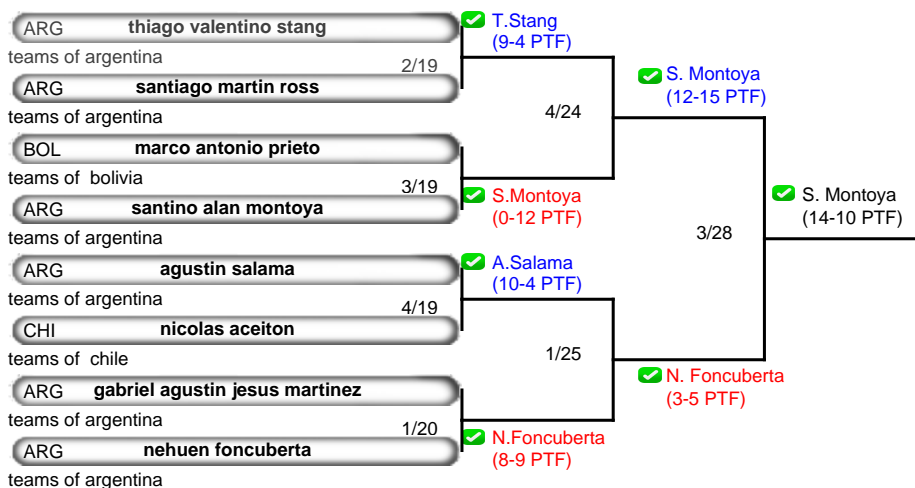 ARG thiago valentino stang
teams of argentina
2/19
ARG santiago martin ross
teams of argentina
BOL marco antonio prieto
teams of bolivia
3/19
ARG santino alan montoya
teams of argentina
ARG agustin salama
teams of argentina
4/19
CHI nicolas aceiton
teams of chile
ARG gabriel agustin jesus martinez
teams of argentina
1/20
ARG nehuen foncuberta
teams of argentina
T.Stang
(9-4 PTF)
4/24
S.Montoya
(0-12 PTF)
A.Salama
(10-4 PTF)
1/25
N.Foncuberta
(8-9 PTF)
S. Montoya
(12-15 PTF)
3/28
N. Foncuberta
(3-5 PTF)
S. Montoya
(14-10 PTF)